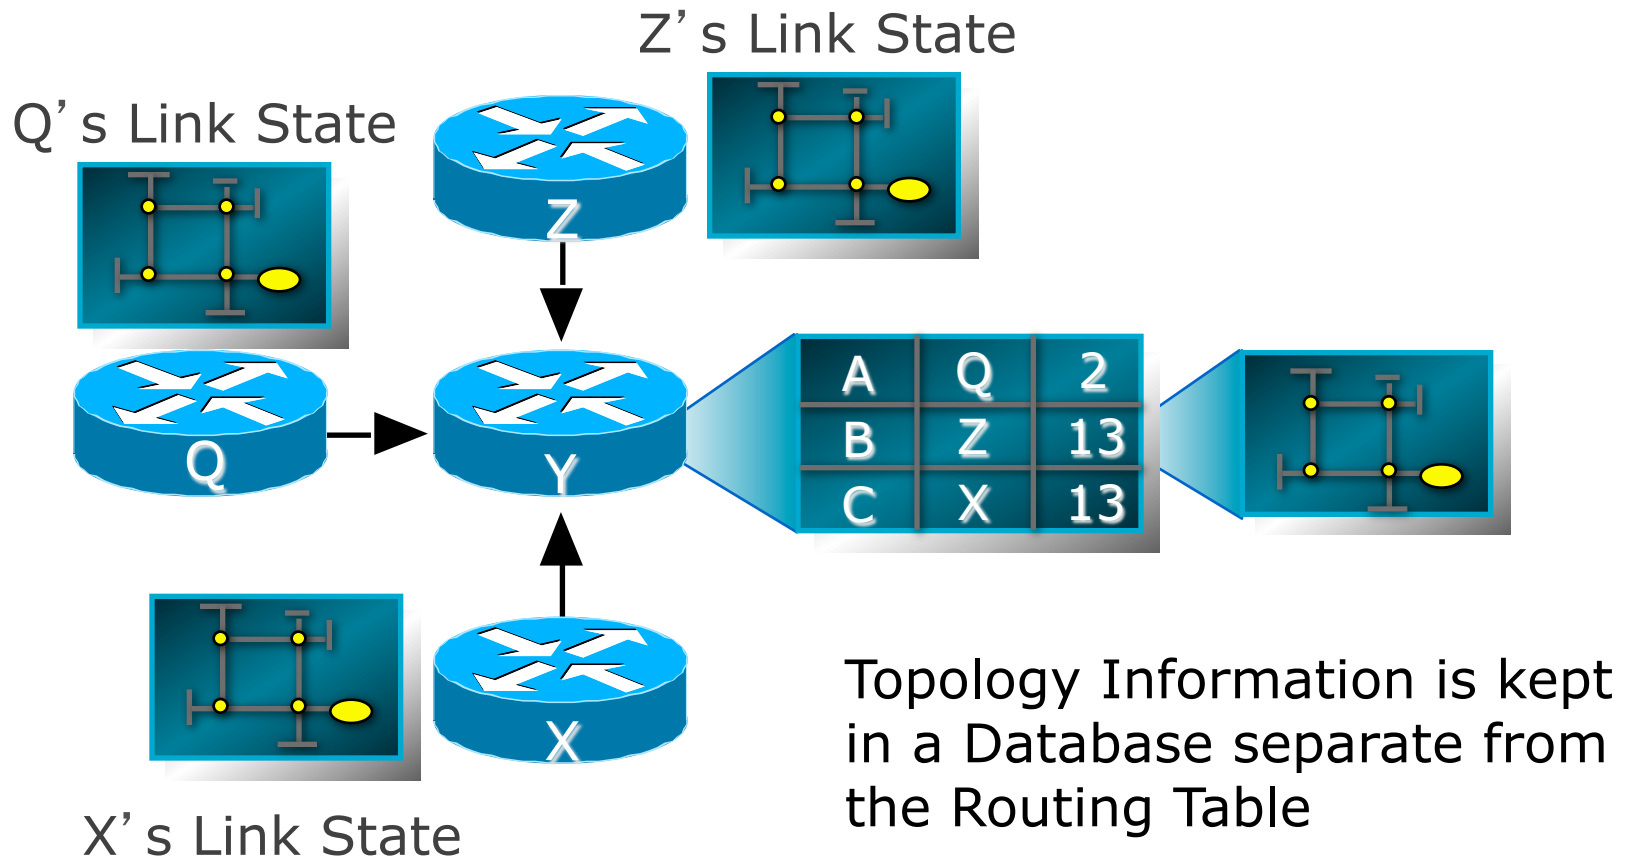 Z’s Link State
Q’s Link State
Z
A Q 2
B Z 13
C X 13
Q
Y
X
X’s Link State
Topology Information is kept
in a Database separate from
the Routing Table